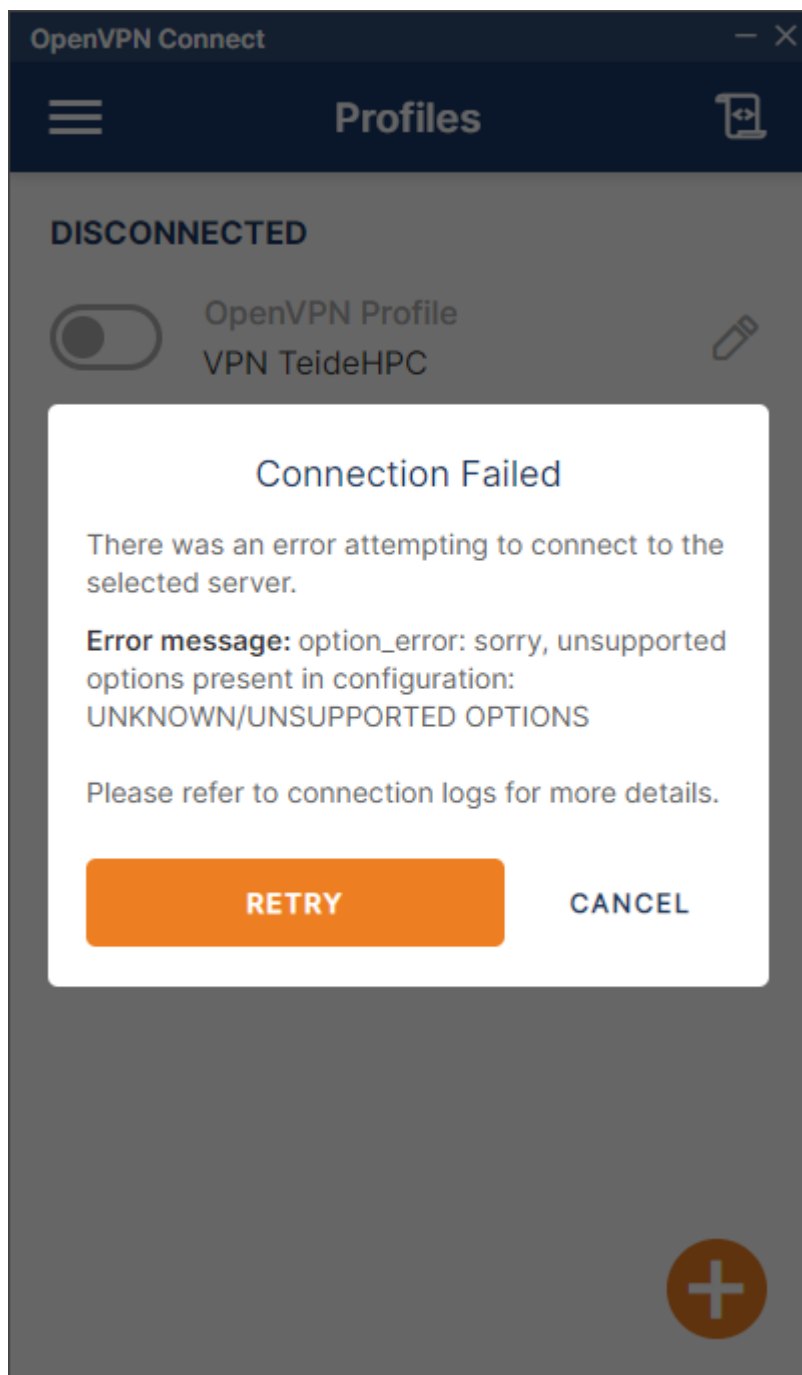 OpenVPN Connect
Profiles
DISCONNECTED
OpenVPN Profile
VPN TeideHPC
Connection Failed
There was an error attempting to connect to the
selected server.
Error message: option_error: sorry, unsupported
options present in configuration:
UNKNOWN/UNSUPPORTED OPTIONS
Please refer to connection logs for more details.
RETRY
CANCEL